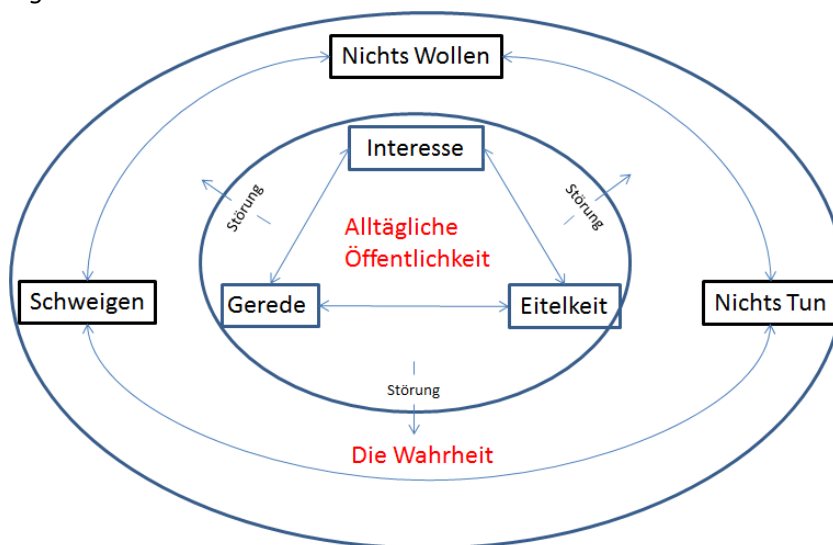 Nichts Wollen
Interesse
Störung
Störung
Alltägliche
Öffentlichkeit
Schweigen
Gerede
Eitelkeit
Nichts Tun
Störung
Die Wahrheit